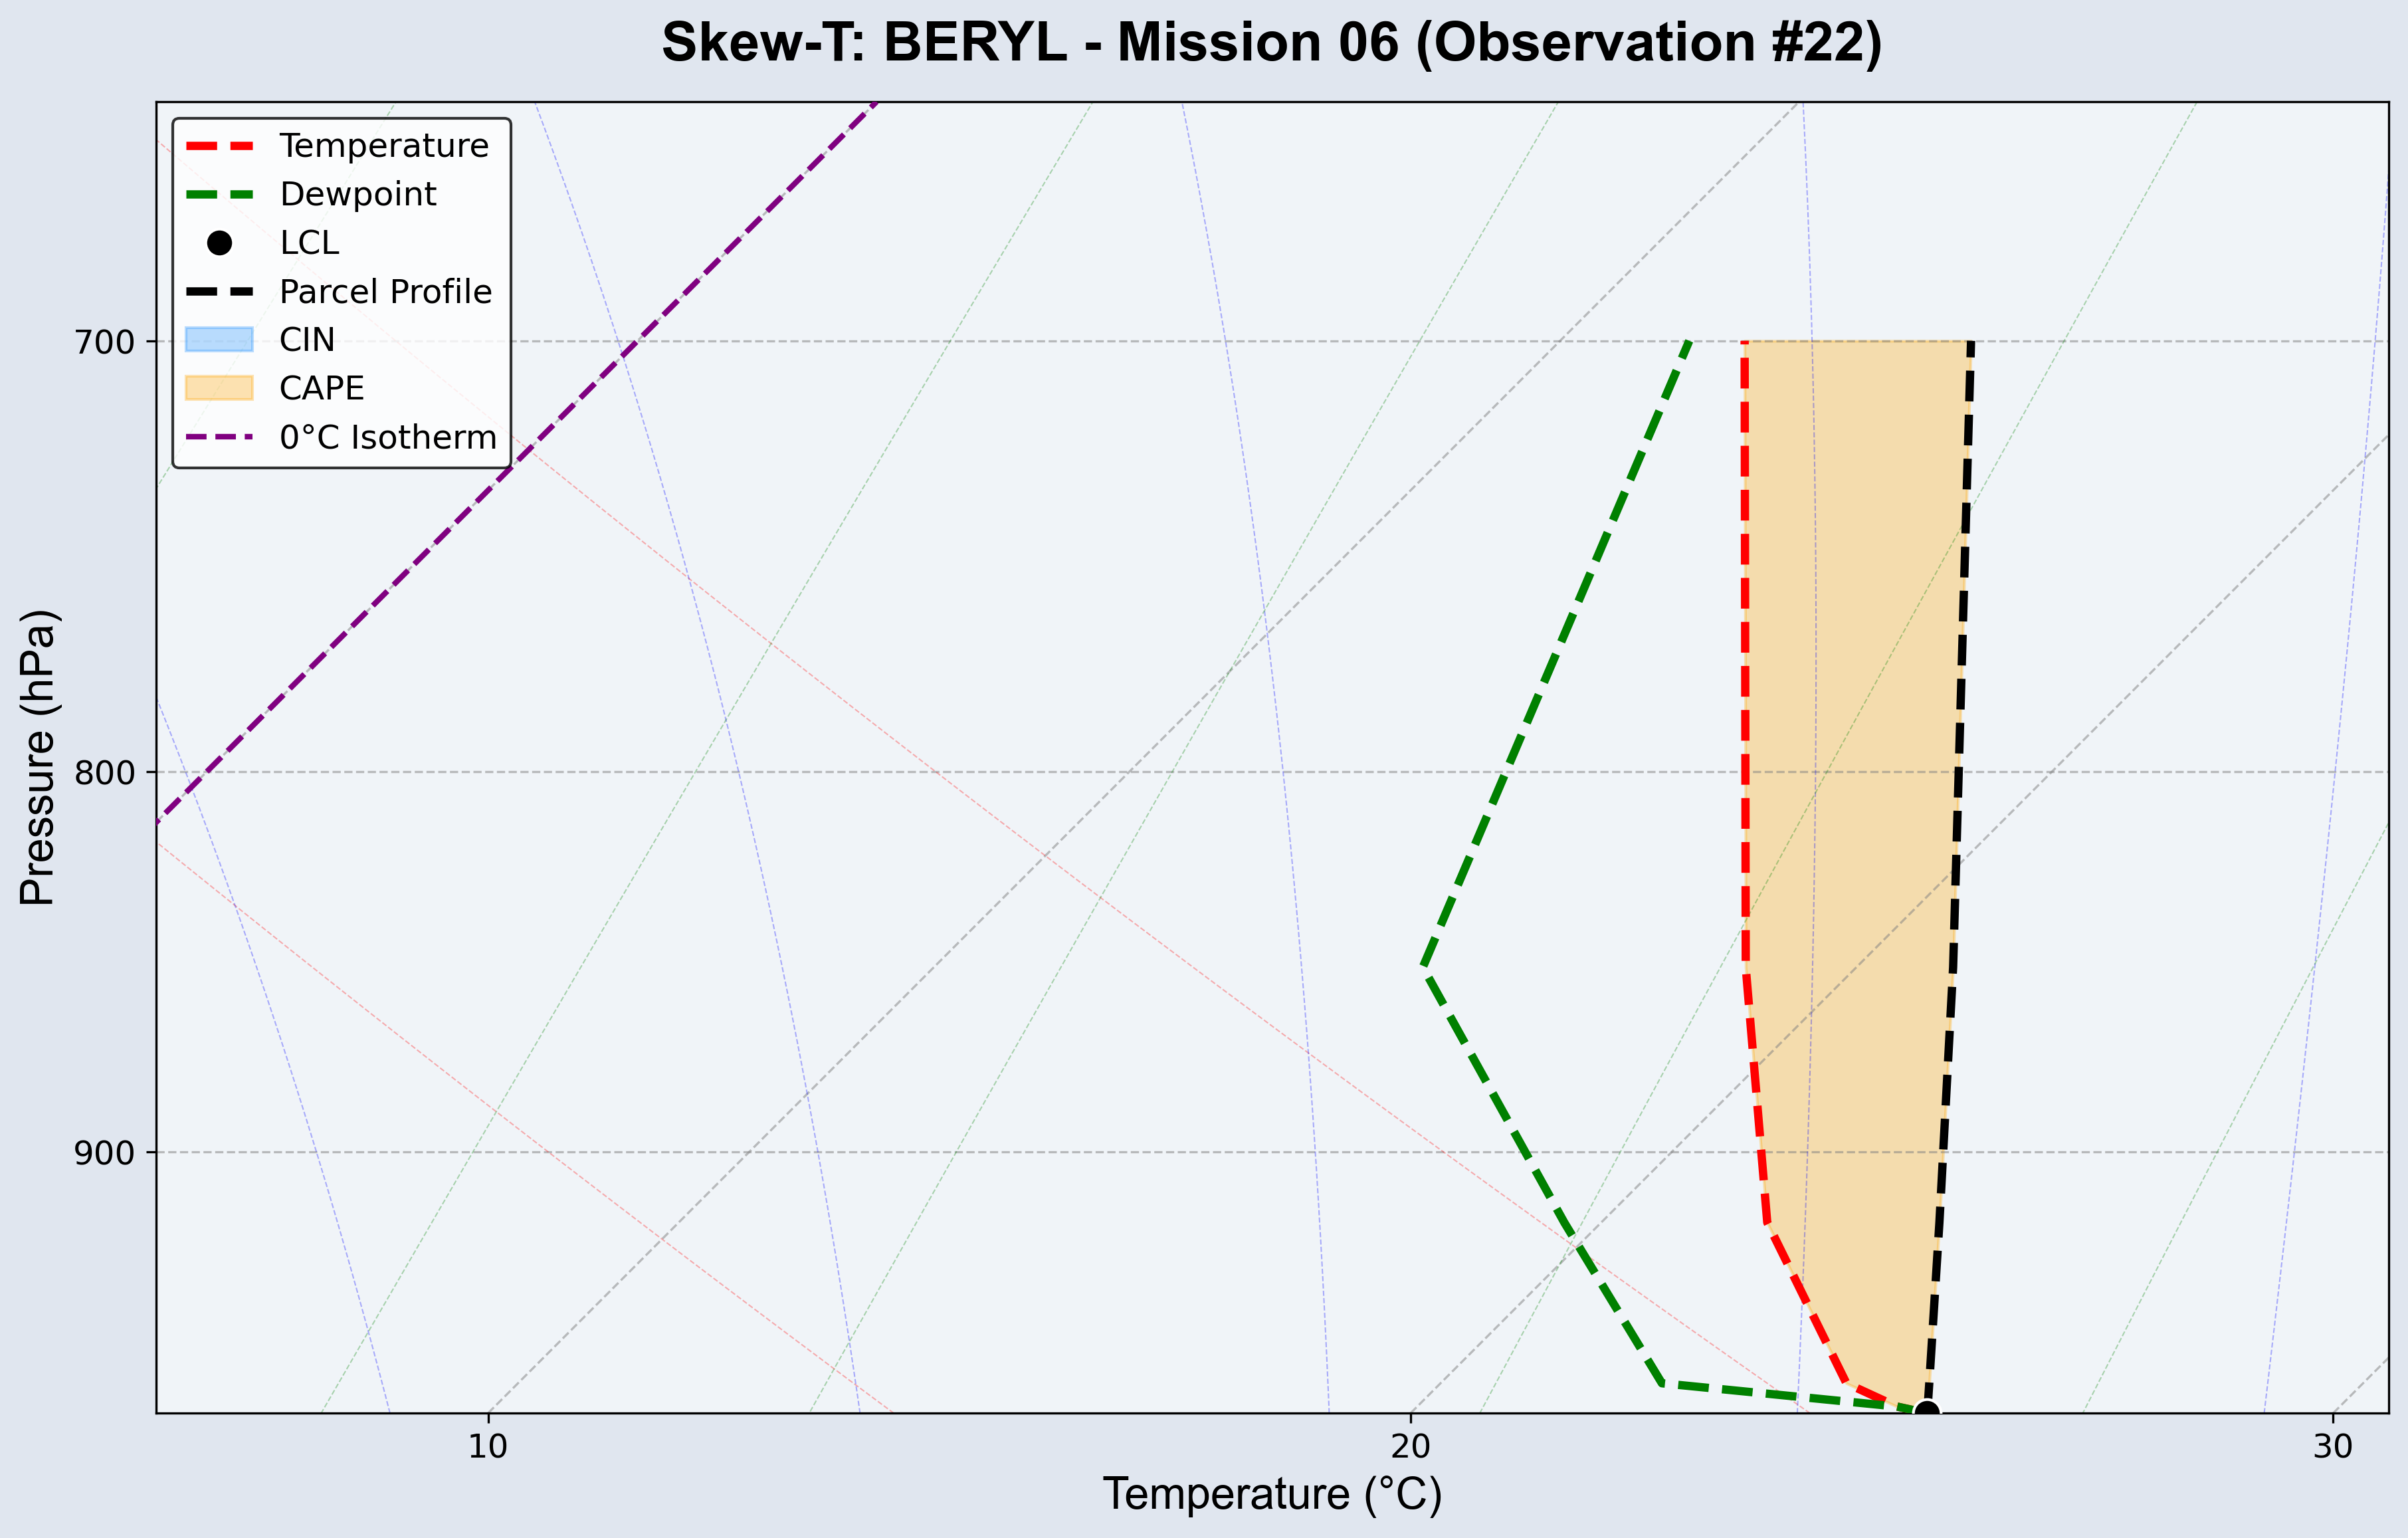 Skew-T: BERYL - Mission 06 (Observation #22)
Temperature
Dewpoint
LCL
Parcel Profile
CIN
CAPE
0°C Isotherm
Pressure (hPa)
700
800
900
10
20
30
Temperature (°C)